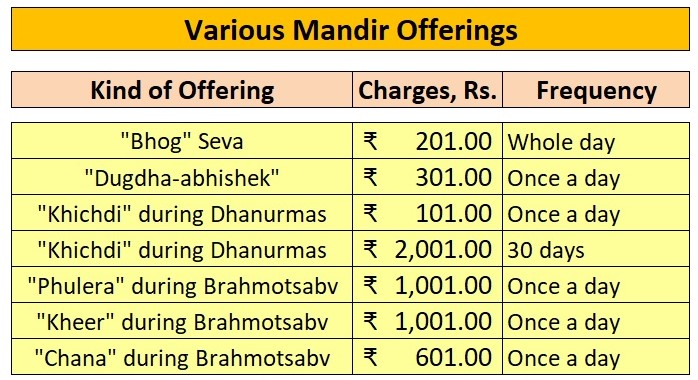 Various Mandir Offerings
Kind of Offering Charges, Rs. Frequency
"Bhog" Seva ₹ 201.00 Whole day
"Dugdha-abhishek" ₹ 301.00 Once a day
"Khichdi" during Dhanurmas ₹ 101.00 Once a day
"Khichdi" during Dhanurmas ₹ 2,001.00 30 days
"Phulera" during Brahmotsabv ₹ 1,001.00 Once a day
"Kheer" during Brahmotsabv ₹ 1,001.00 Once a day
"Chana" during Brahmotsabv ₹ 601.00 Once a day